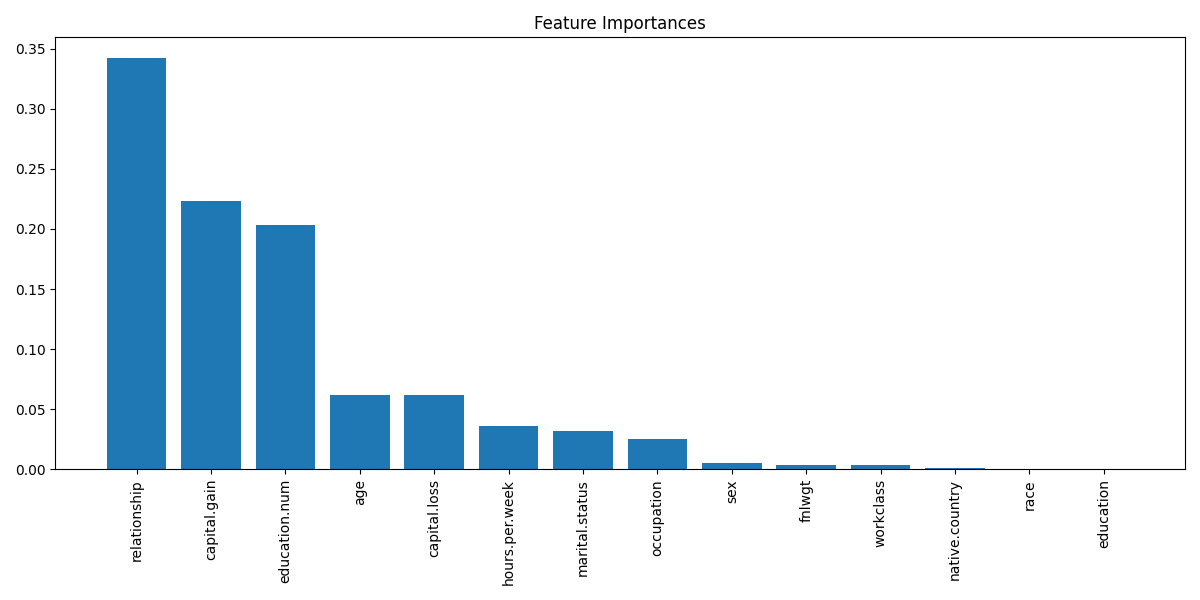 Feature Importances
0.35
0.30
0.25
0.20
0.15
0.10
0.05
0.00
relationship
capital.gain
education.num
age
capital.loss
hours.per.week
marital.status
occupation
sex
fnlwgt
workclass
native.country
race
education